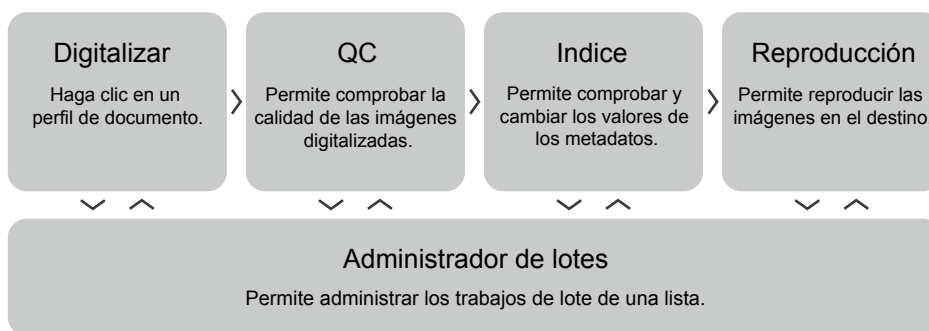 Digitalizar
Haga clic en un
perfil de documento.
QC
Permite comprobar la
calidad de las imágenes
digitalizadas.
Indice
Permite comprobar y
cambiar los valores de
los metadatos.
Reproducción
Permite reproducir las
imágenes en el destino.
Administrador de lotes
Permite administrar los trabajos de lote de una lista.